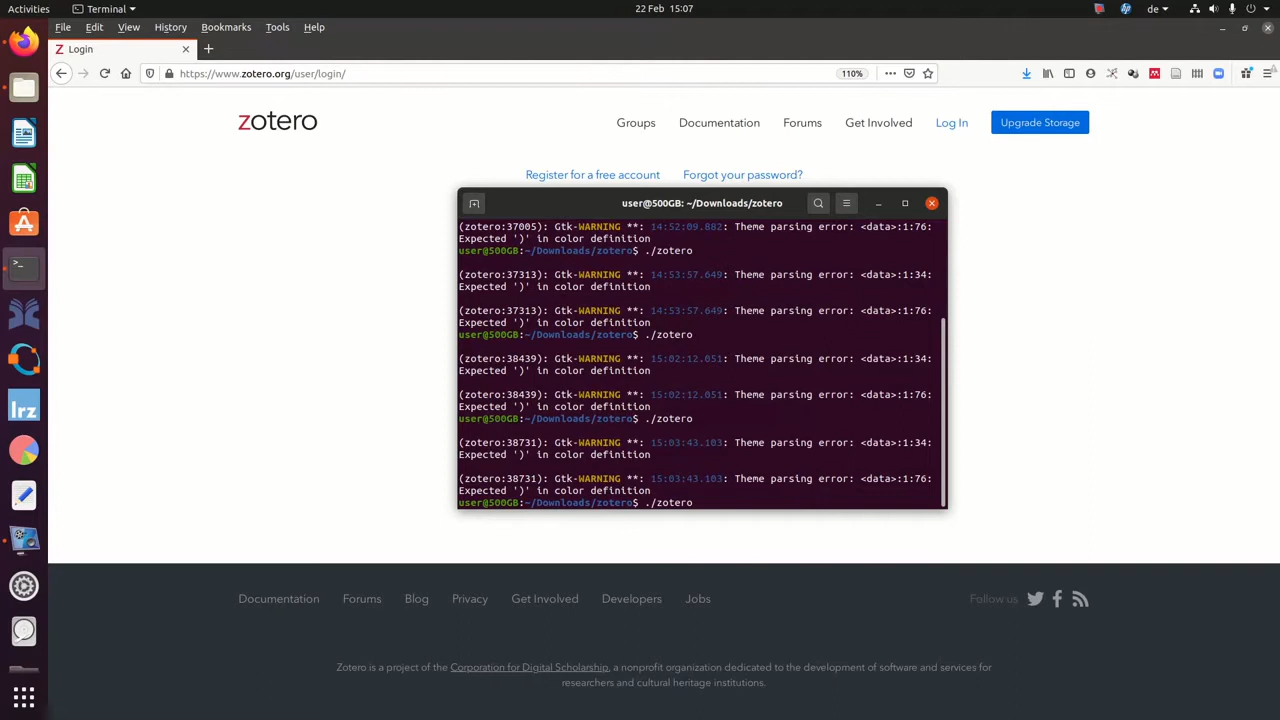 Activities
Terminal
22 Feb 15:07
de
File Edit View History Bookmarks Tools Help
Z Login
https://www.zotero.org/user/login/
110%
zotero
Groups Documentation Forums Get Involved Log In Upgrade Storage
Register for a free account Forgot your password?
user@500GB: ~/Downloads/zotero
(zotero:37005): Gtk-WARNING **: 14:52:09.882: Theme parsing error: <data>:1:76:
Expected ')' in color definition
user@500GB:~/Downloads/zotero$ ./zotero
(zotero:37313): Gtk-WARNING **: 14:53:57.649: Theme parsing error: <data>:1:34:
Expected ')' in color definition
(zotero:37313): Gtk-WARNING **: 14:53:57.649: Theme parsing error: <data>:1:76:
Expected ')' in color definition
user@500GB:~/Downloads/zotero$ ./zotero
(zotero:38439): Gtk-WARNING **: 15:02:12.051: Theme parsing error: <data>:1:34:
Expected ')' in color definition
(zotero:38439): Gtk-WARNING **: 15:02:12.051: Theme parsing error: <data>:1:76:
Expected ')' in color definition
user@500GB:~/Downloads/zotero$ ./zotero
(zotero:38731): Gtk-WARNING **: 15:03:43.103: Theme parsing error: <data>:1:34:
Expected ')' in color definition
(zotero:38731): Gtk-WARNING **: 15:03:43.103: Theme parsing error: <data>:1:76:
Expected ')' in color definition
user@500GB:~/Downloads/zotero$ ./zotero
lrz
Documentation Forums Blog Privacy Get Involved Developers Jobs
Follow us
Zotero is a project of the Corporation for Digital Scholarship, a nonprofit organization dedicated to the development of software and services for
researchers and cultural heritage institutions.